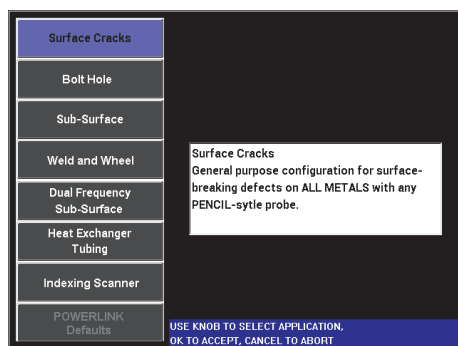 Surface Cracks
Bolt Hole
Sub-Surface
Weld and Wheel
Dual Frequency
Sub-Surface
Heat Exchanger
Tubing
Indexing Scanner
POWERLINK
Defaults
Surface Cracks
General purpose configuration for surface-
breaking defects on ALL METALS with any
PENCIL-sytle probe.
USE KNOB TO SELECT APPLICATION,
OK TO ACCEPT, CANCEL TO ABORT